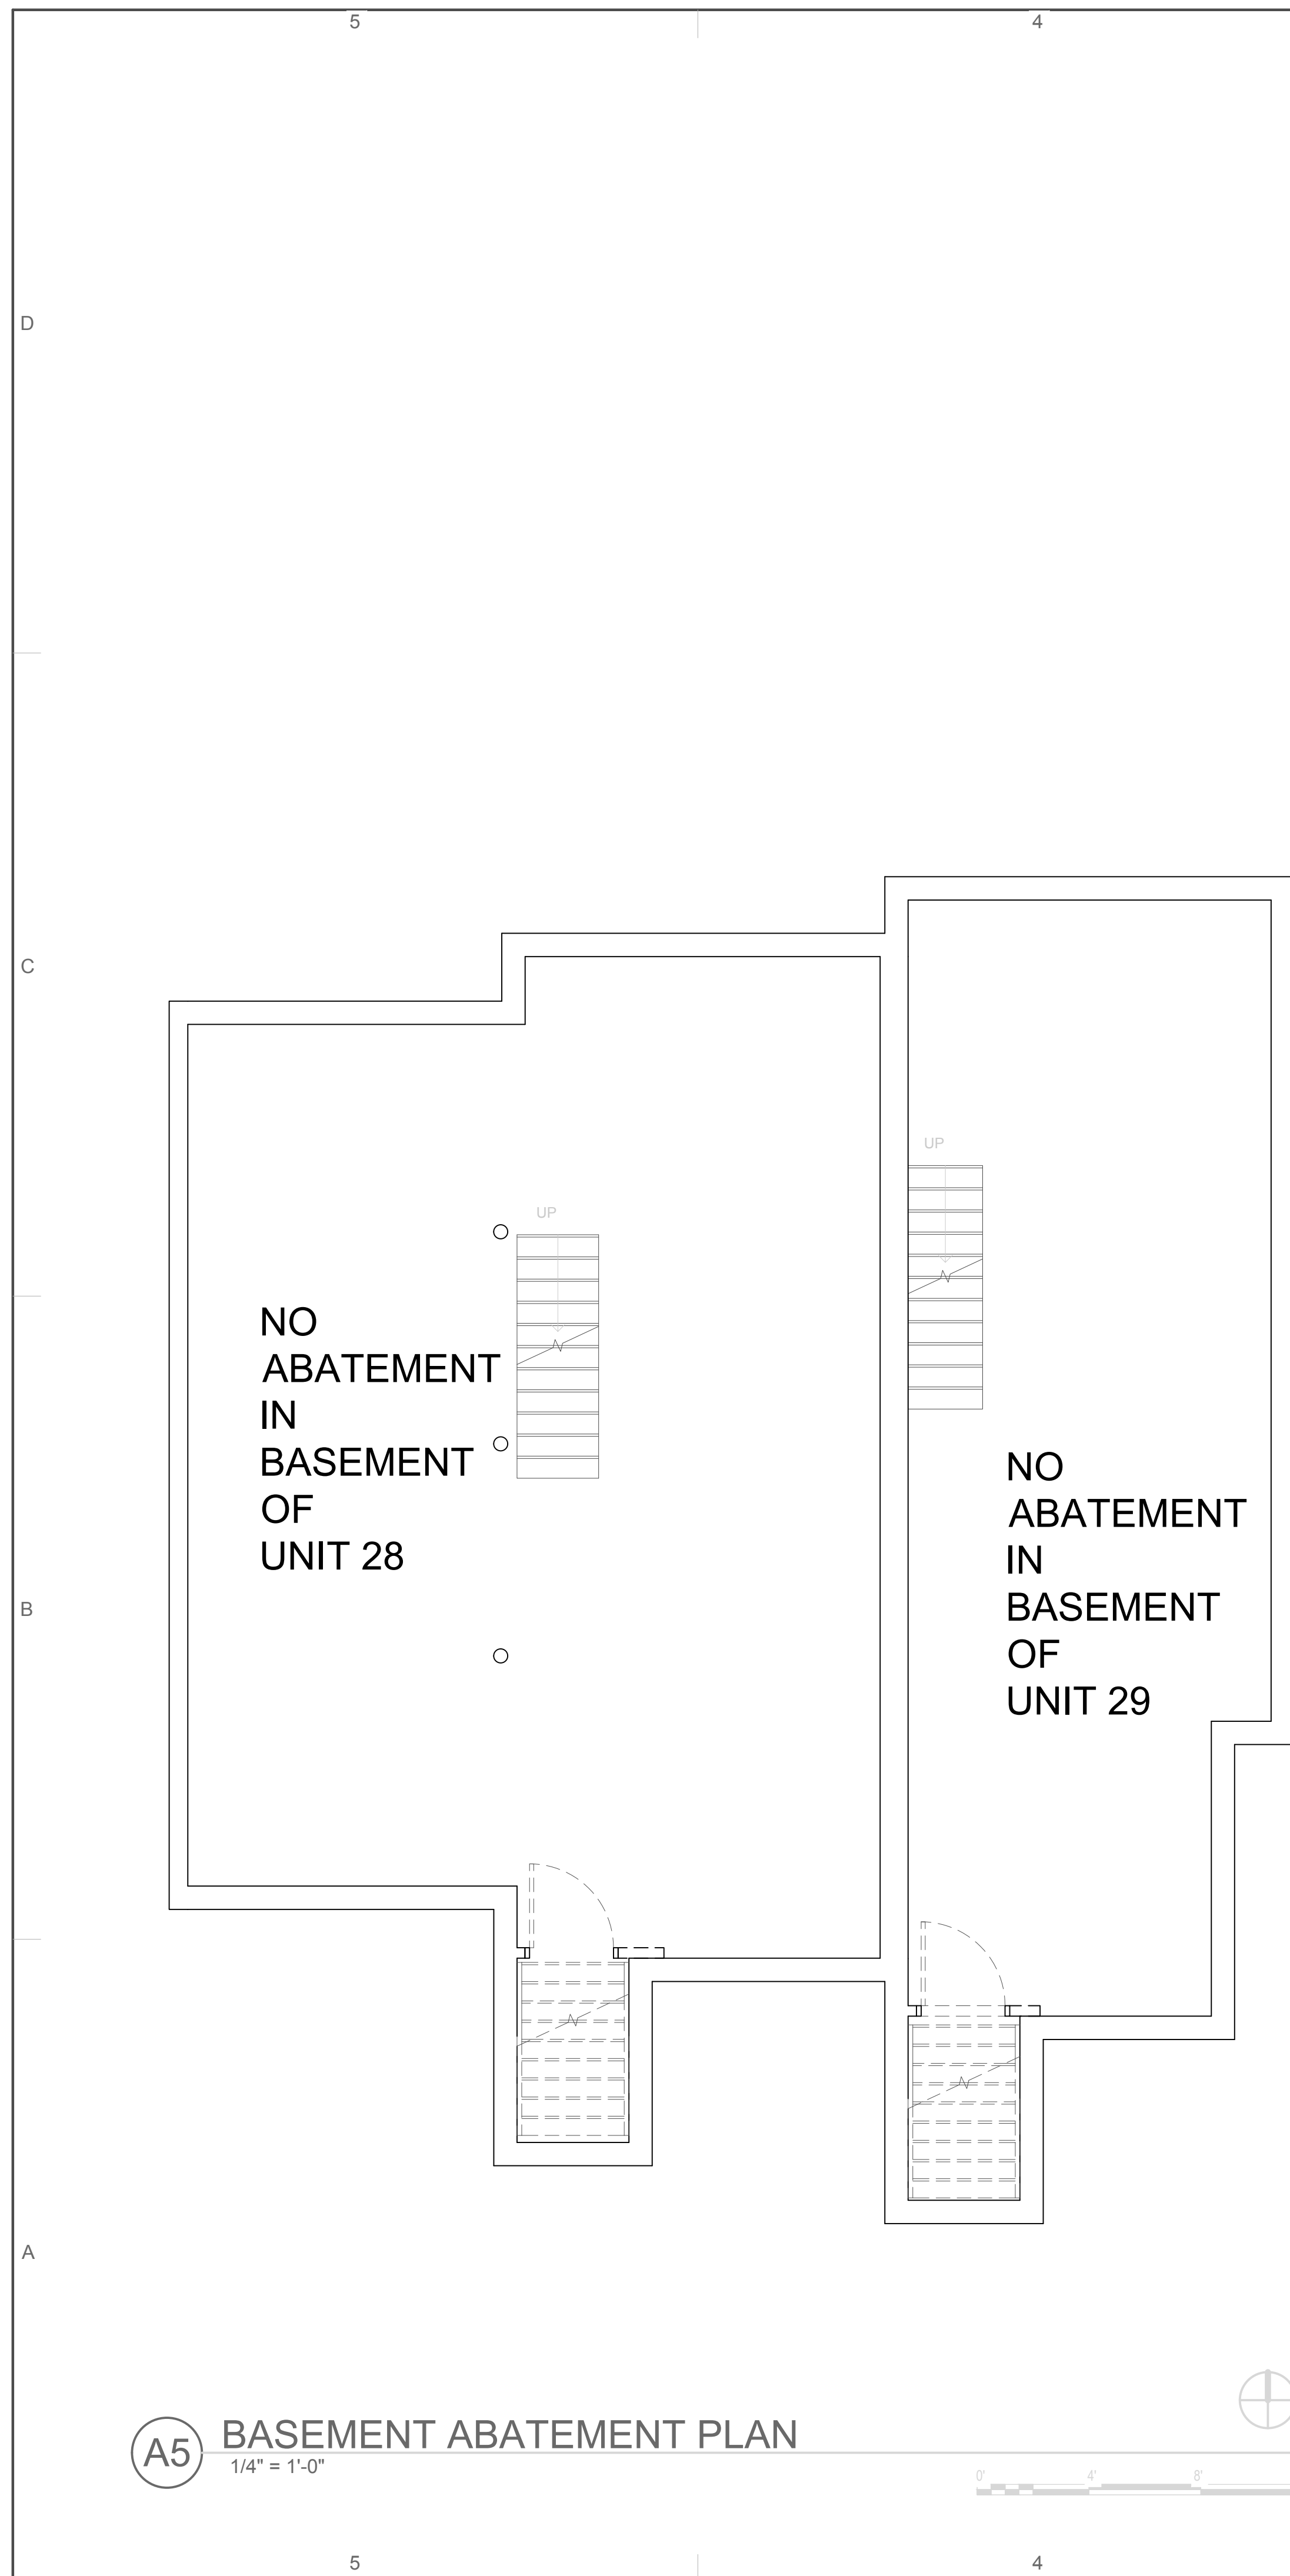 5 4
D
C
UP
UP
NO
ABATEMENT
IN
BASEMENT
OF
UNIT 28
NO
ABATEMENT
IN
BASEMENT
OF
UNIT 29
B
A
A5 BASEMENT ABATEMENT PLAN
1/4" = 1'-0"
0' 4' 8'
5 4